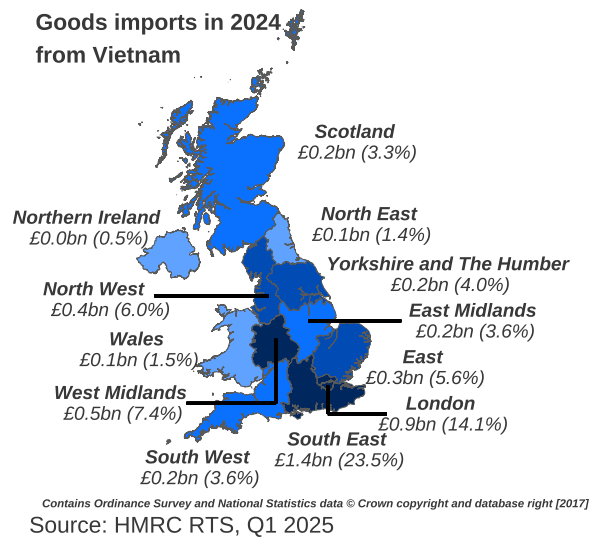 Goods imports in 2024
from Vietnam
Scotland
£0.2bn (3.3%)
Northern Ireland
£0.0bn (0.5%)
North East
£0.1bn (1.4%)
Yorkshire and The Humber
£0.2bn (4.0%)
North West
£0.4bn (6.0%)
East Midlands
£0.2bn (3.6%)
Wales
£0.1bn (1.5%)
East
£0.3bn (5.6%)
West Midlands
£0.5bn (7.4%)
London
£0.9bn (14.1%)
South East
£1.4bn (23.5%)
South West
£0.2bn (3.6%)
Contains Ordinance Survey and National Statistics data © Crown copyright and database right [2017]
Source: HMRC RTS, Q1 2025